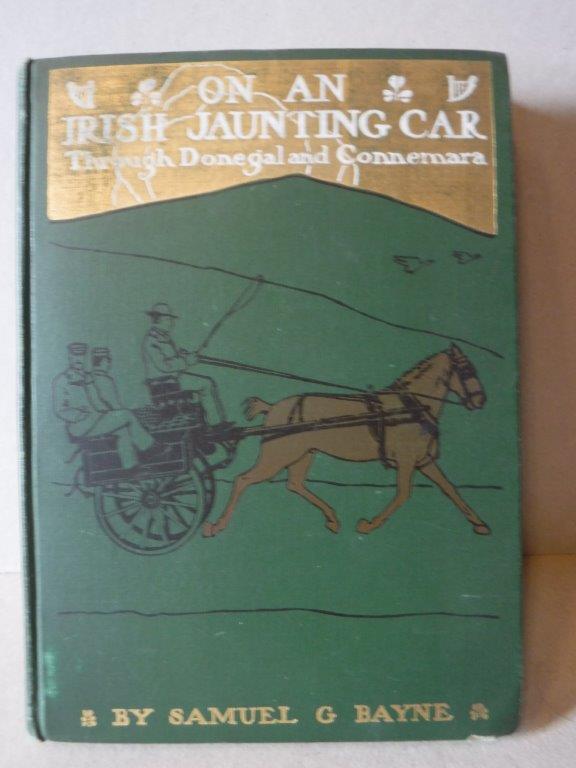 ON AN
IRISH JAUNTING CAR
Through Donegal and Connemara
BY SAMUEL G BAYNE